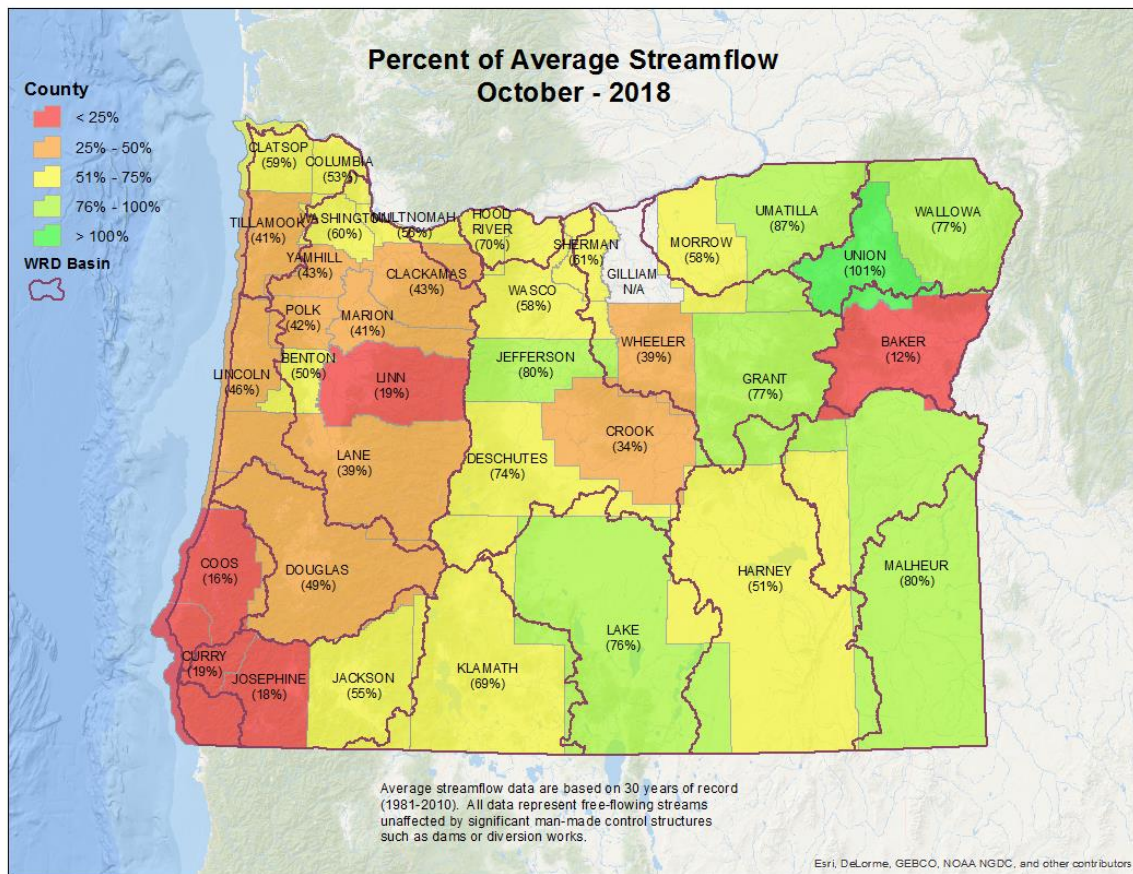 Percent of Average Streamflow
October - 2018
County
< 25%
25% - 50%
51% - 75%
76% - 100%
> 100%
WRD Basin
CLATSOP
(59%)
COLUMBIA
(53%)
TILLAMOOK
(41%)
WASHINGTON
(60%)
MULTNOMAH
(56%)
HOOD
RIVER
(70%)
SHERMAN
(61%)
GILLIAM
N/A
MORROW
(58%)
UMATILLA
(87%)
UNION
(101%)
WALLOWA
(77%)
YAMHILL
(43%)
CLACKAMAS
(43%)
WASCO
(58%)
POLK
(42%)
MARION
(41%)
WHEELER
(39%)
BAKER
(12%)
LINCOLN
(46%)
BENTON
(50%)
LINN
(19%)
JEFFERSON
(80%)
GRANT
(77%)
LANE
(39%)
DESCHUTES
(74%)
CROOK
(34%)
COOS
(16%)
DOUGLAS
(49%)
HARNEY
(51%)
MALHEUR
(80%)
CURRY
(19%)
JOSEPHINE
(18%)
JACKSON
(55%)
KLAMATH
(69%)
LAKE
(76%)
Average streamflow data are based on 30 years of record
(1981-2010). All data represent free-flowing streams
unaffected by significant man-made control structures
such as dams or diversion works.
Esri, DeLorme, GEBCO, NOAA NGDC, and other contributors